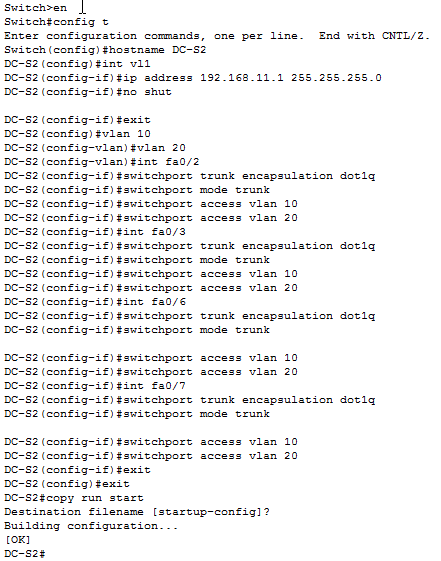 Switch>en
Switch#config t
Enter configuration commands, one per line.  End with CNTL/Z.
Switch(config)#hostname DC-S2
DC-S2(config)#int vl1
DC-S2(config-if)#ip address 192.168.11.1 255.255.255.0
DC-S2(config-if)#no shut

DC-S2(config-if)#exit
DC-S2(config)#vlan 10
DC-S2(config-vlan)#vlan 20
DC-S2(config-vlan)#int fa0/2
DC-S2(config-if)#switchport trunk encapsulation dot1q
DC-S2(config-if)#switchport mode trunk
DC-S2(config-if)#switchport access vlan 10
DC-S2(config-if)#switchport access vlan 20
DC-S2(config-if)#int fa0/3
DC-S2(config-if)#switchport trunk encapsulation dot1q
DC-S2(config-if)#switchport mode trunk
DC-S2(config-if)#switchport access vlan 10
DC-S2(config-if)#switchport access vlan 20
DC-S2(config-if)#int fa0/6
DC-S2(config-if)#switchport trunk encapsulation dot1q
DC-S2(config-if)#switchport mode trunk

DC-S2(config-if)#switchport access vlan 10
DC-S2(config-if)#switchport access vlan 20
DC-S2(config-if)#int fa0/7
DC-S2(config-if)#switchport trunk encapsulation dot1q
DC-S2(config-if)#switchport mode trunk

DC-S2(config-if)#switchport access vlan 10
DC-S2(config-if)#switchport access vlan 20
DC-S2(config-if)#exit
DC-S2(config)#exit
DC-S2#copy run start
Destination filename [startup-config]?
Building configuration...
[OK]
DC-S2#